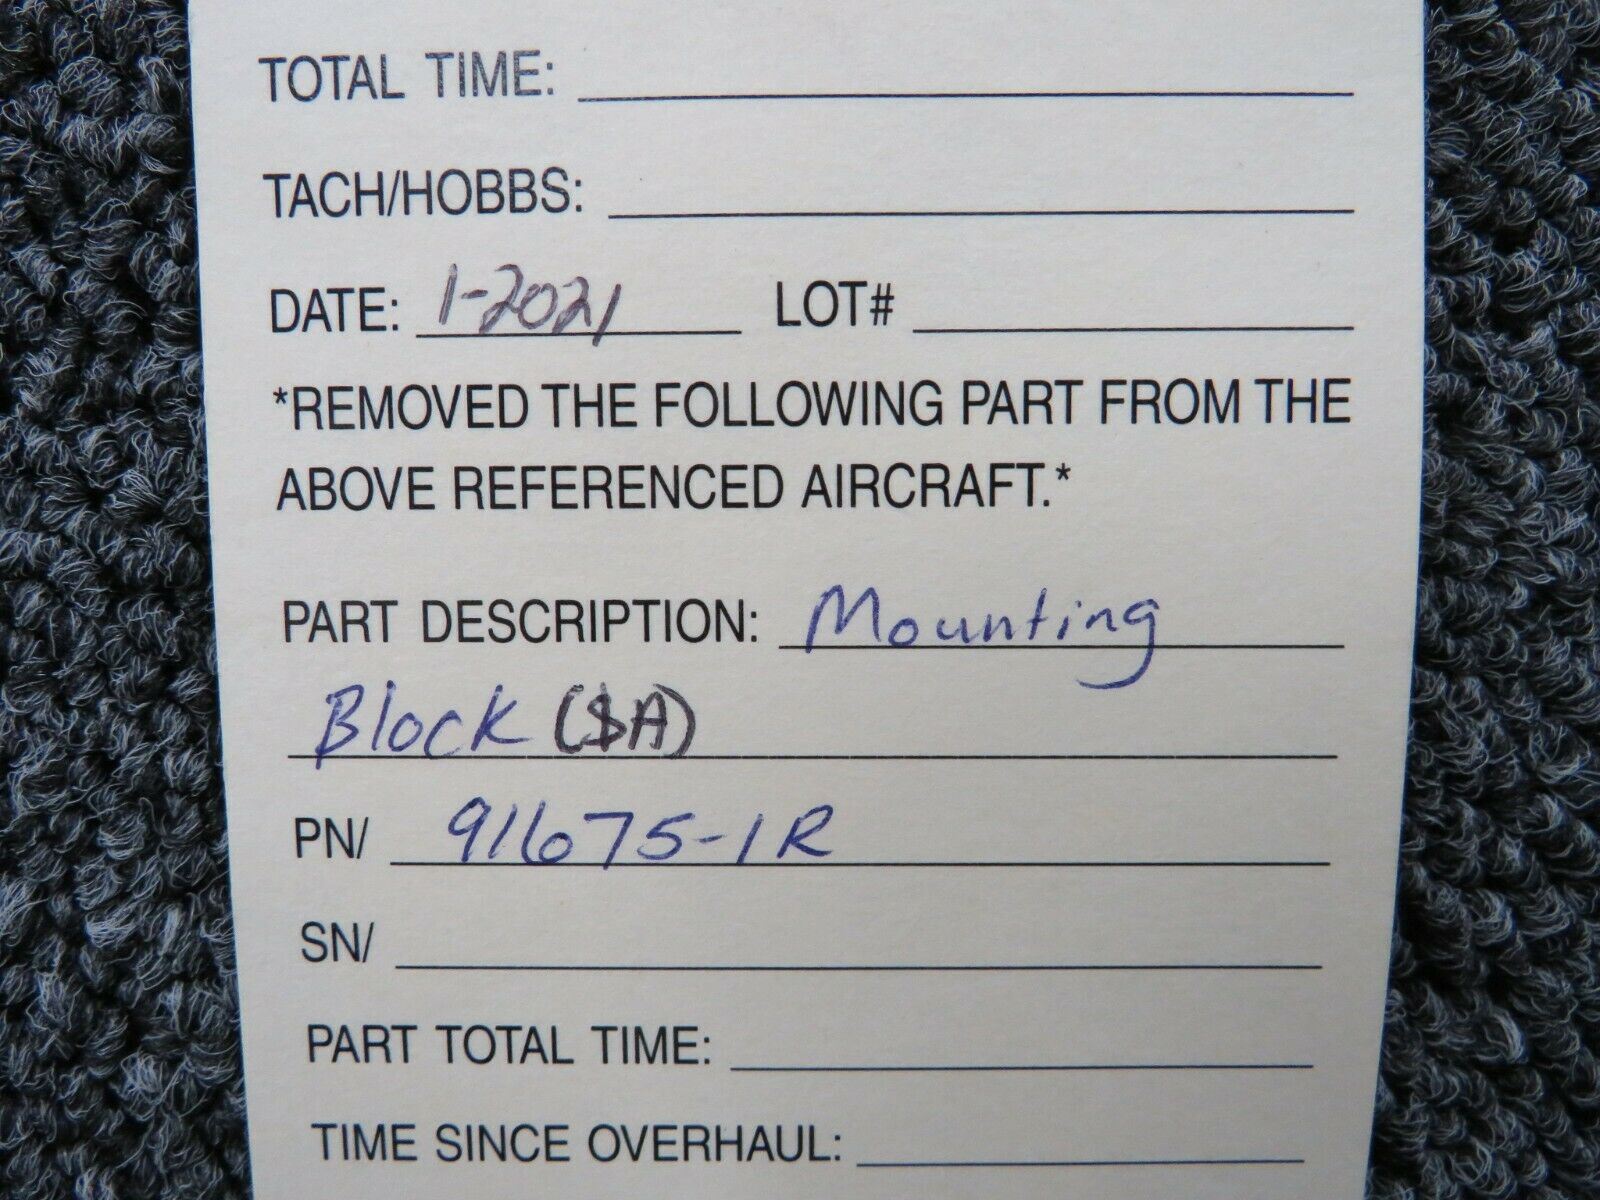 TOTAL TIME:
TACH/HOBBS:
DATE: 1-2021 LOT#
*REMOVED THE FOLLOWING PART FROM THE
ABOVE REFERENCED AIRCRAFT.*
PART DESCRIPTION: Mounting
Block ($A)
PN/ 91675-1R
SN/
PART TOTAL TIME:
TIME SINCE OVERHAUL: